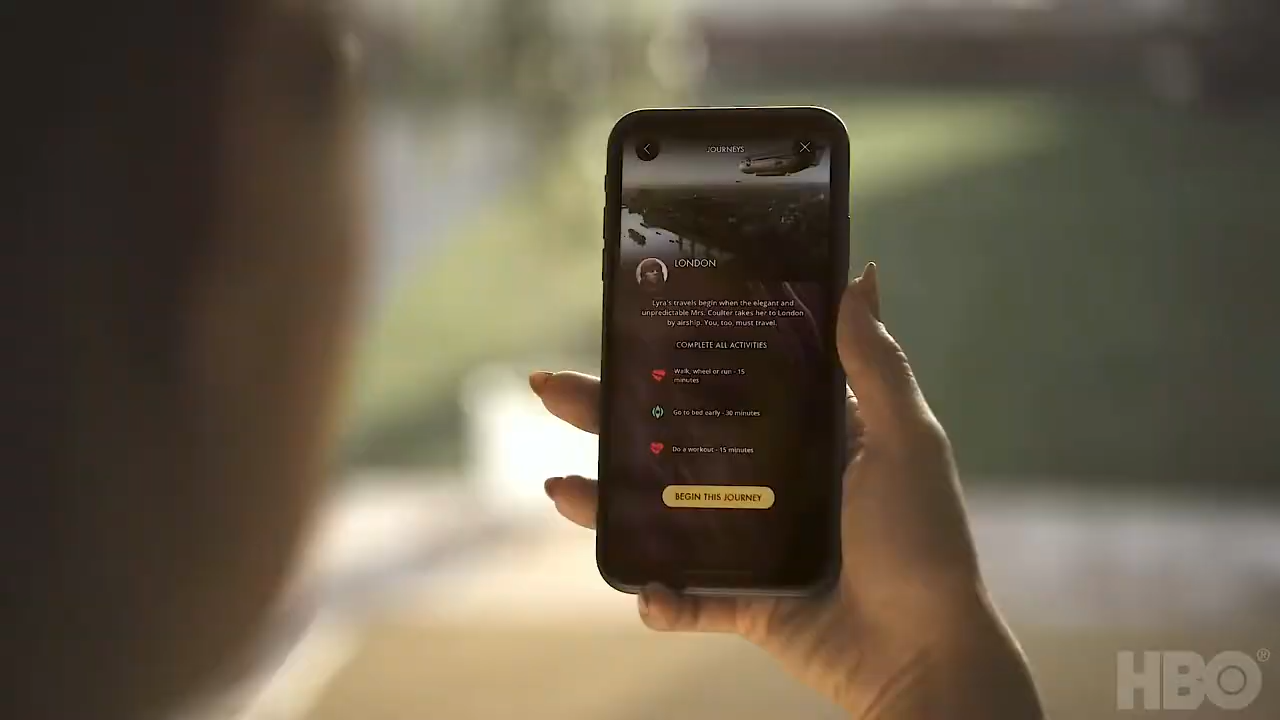 JOURNEYS
LONDON
Lyra's travels begin when the elegant and
unpredictable Mrs. Coulter takes her to London
by airship. You, too, must travel.
COMPLETE ALL ACTIVITIES
Walk, wheel or run - 15
minutes
Go to bed early - 30 minutes
Do a workout - 15 minutes
BEGIN THIS JOURNEY
HBO®